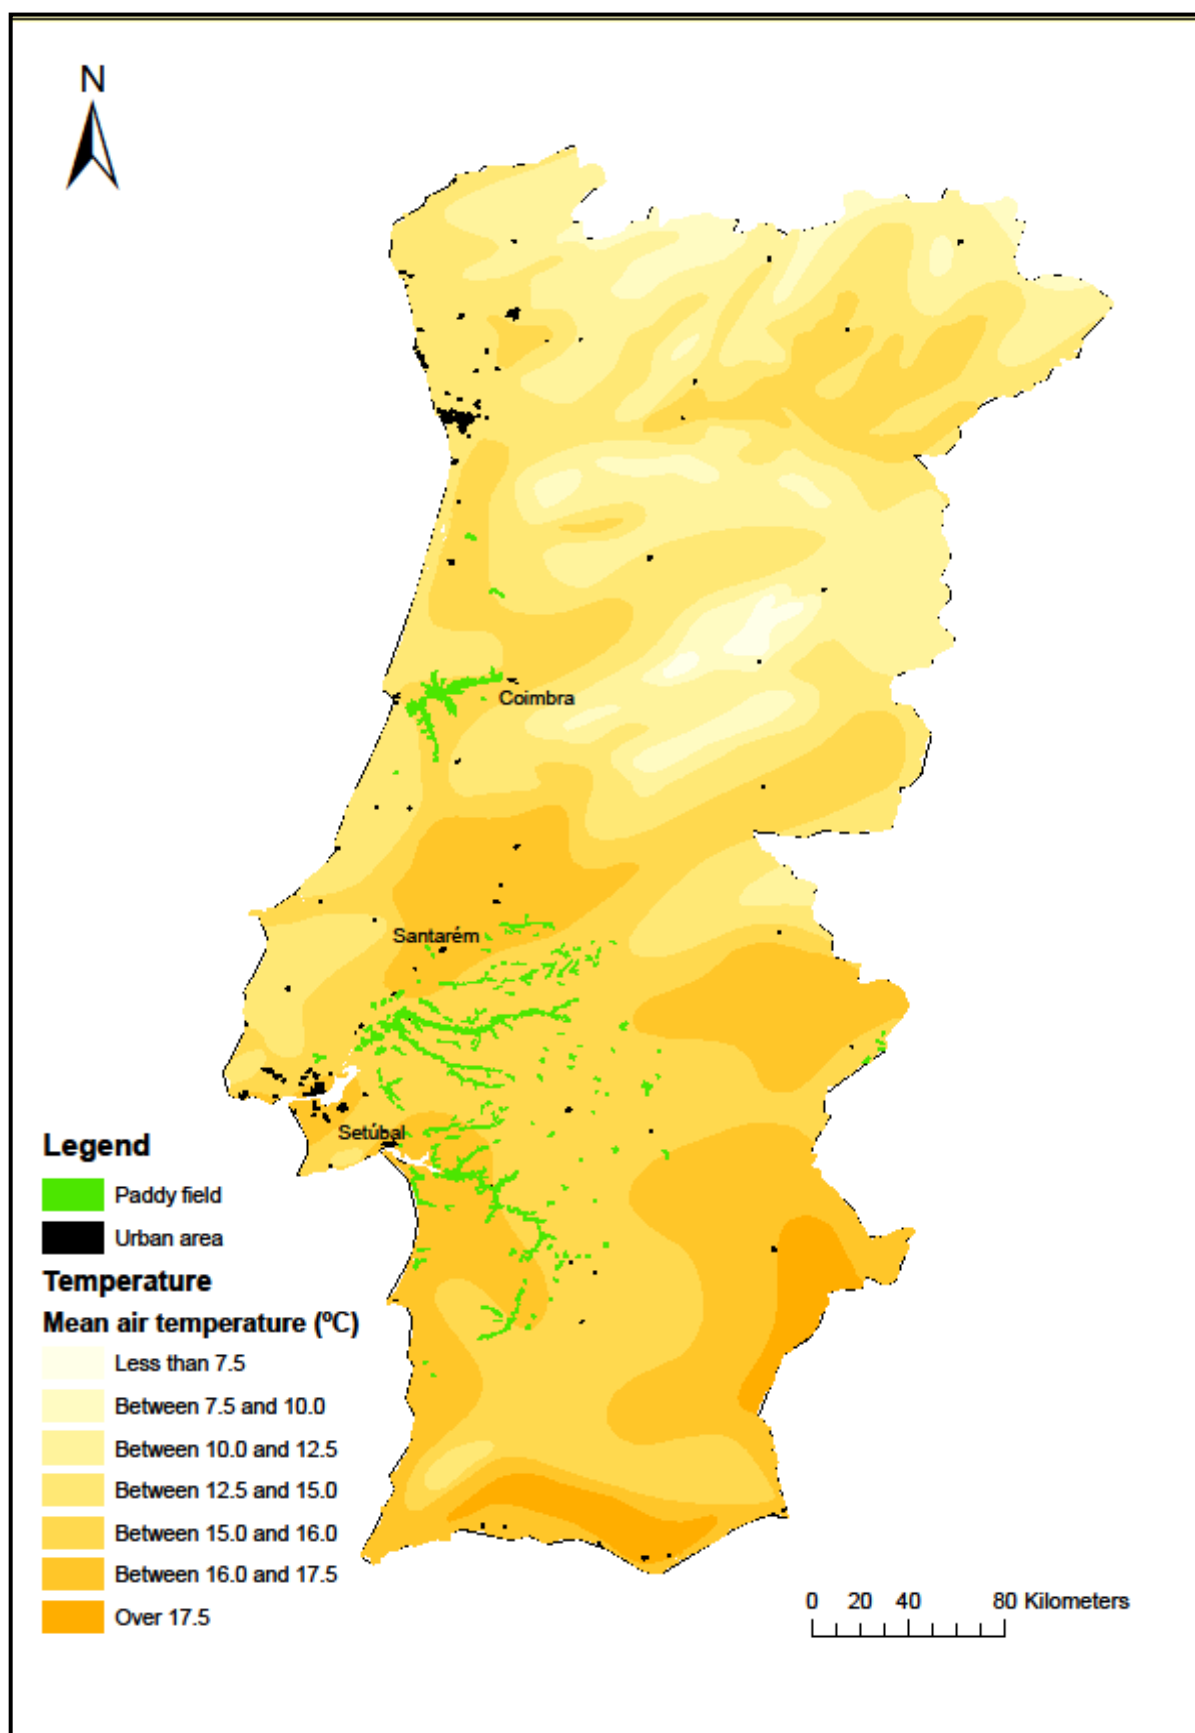 N
Coimbra
Santarém
Setúbal
Legend
Paddy field
Urban area
Temperature
Mean air temperature (ºC)
Less than 7.5
Between 7.5 and 10.0
Between 10.0 and 12.5
Between 12.5 and 15.0
Between 15.0 and 16.0
Between 16.0 and 17.5
Over 17.5
0 20 40 80 Kilometers